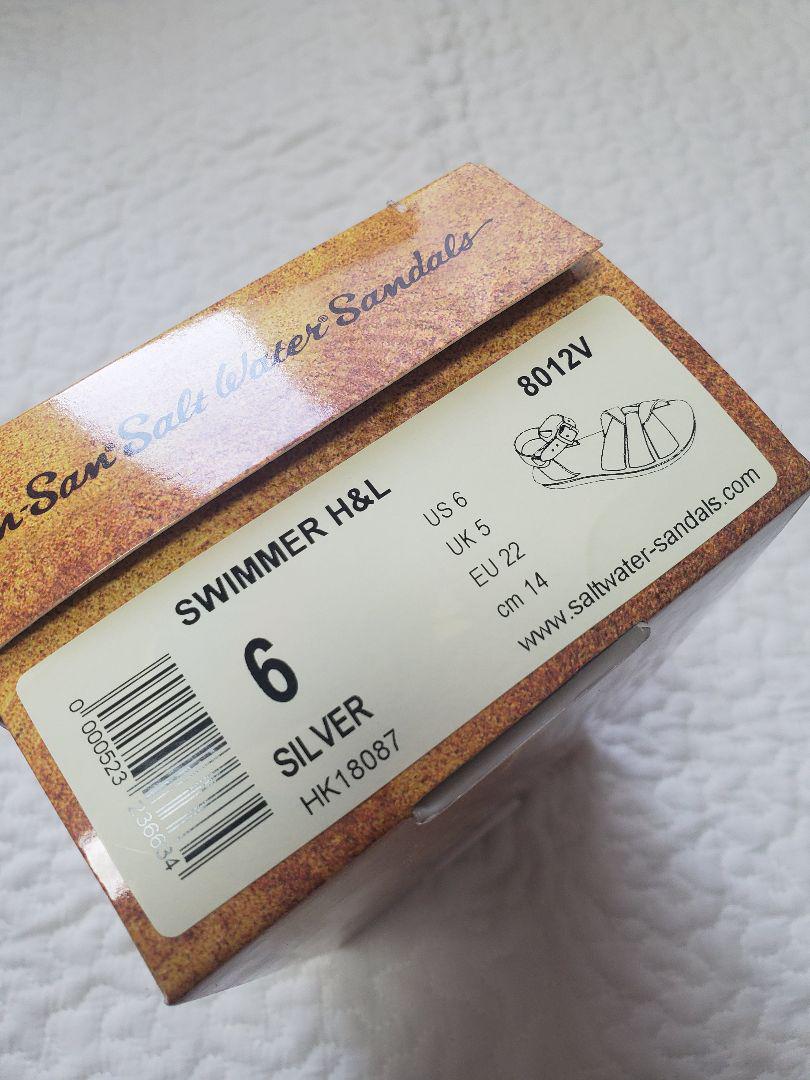 n-San® Salt Water® Sandals
8012V
SWIMMER H&L
US 6
UK 5
EU 22
cm 14
www.saltwater-sandals.com
6
SILVER
HK18087
0 000523 236634